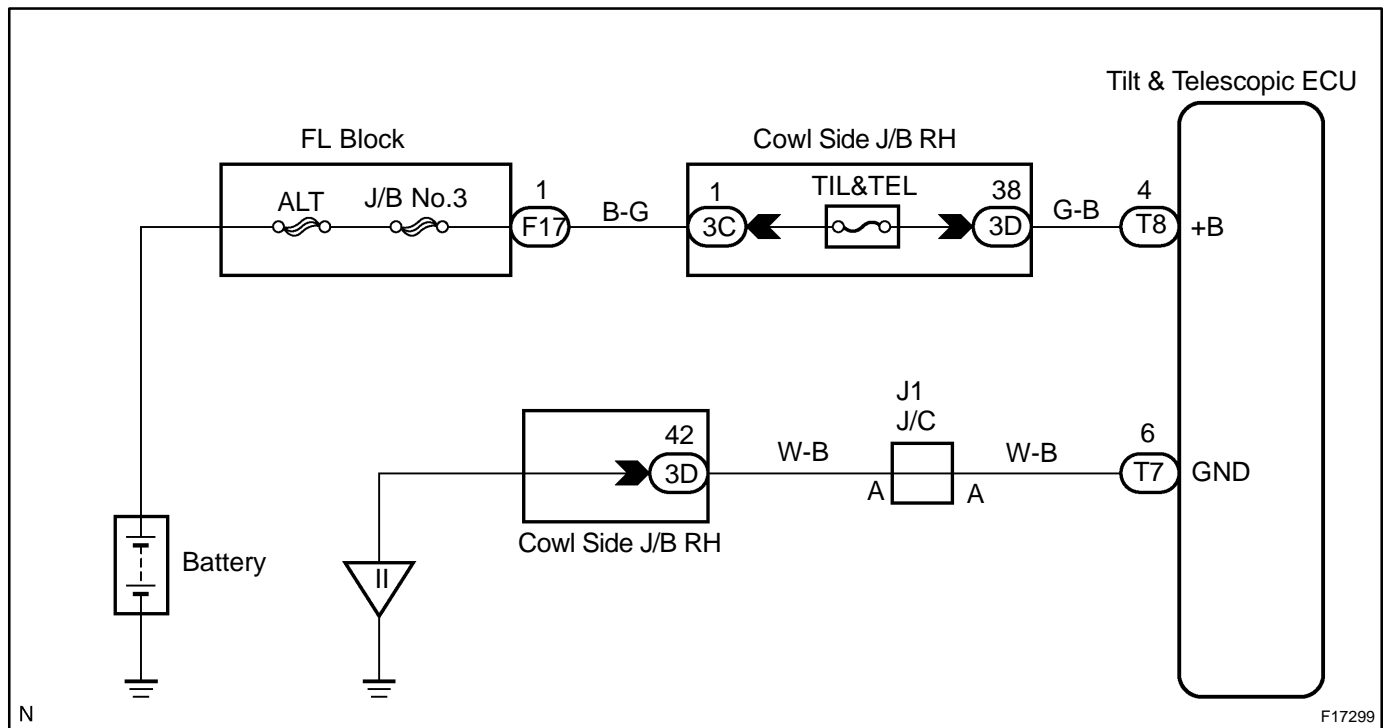 Tilt & Telescopic ECU
FL Block
Cowl Side J/B RH
ALT
J/B No.3
1
F17
B-G
1
3C
TIL&TEL
38
3D
G-B
4
T8
+B
J1
J/C
42
3D
W-B
A
A
W-B
6
T7
GND
Cowl Side J/B RH
Battery
II
N
F17299